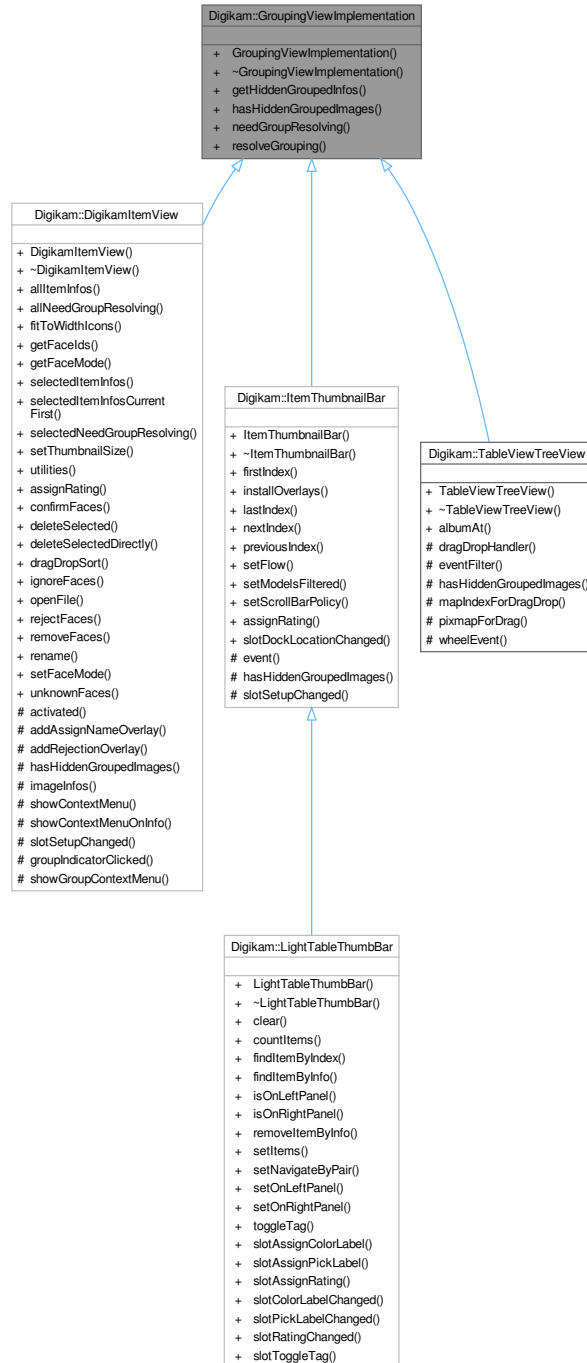 Digikam::GroupingViewImplementation
+ GroupingViewImplementation()
+ ~GroupingViewImplementation()
+ getHiddenGroupedInfos()
+ hasHiddenGroupedImages()
+ needGroupResolving()
+ resolveGrouping()
Digikam::DigikamItemView
+ DigikamItemView()
+ ~DigikamItemView()
+ allItemInfos()
+ allNeedGroupResolving()
+ fitToWidthIcons()
+ getFaceIds()
+ getFaceMode()
+ selectedItemInfos()
+ selectedItemInfosCurrent
First()
+ selectedNeedGroupResolving()
+ setThumbnailSize()
+ utilities()
+ assignRating()
+ confirmFaces()
+ deleteSelected()
+ deleteSelectedDirectly()
+ dragDropSort()
+ ignoreFaces()
+ openFile()
+ rejectFaces()
+ removeFaces()
+ rename()
+ setFaceMode()
+ unknownFaces()
# activated()
# addAssignNameOverlay()
# addRejectionOverlay()
# hasHiddenGroupedImages()
# imageInfos()
# showContextMenu()
# showContextMenuOnInfo()
# slotSetupChanged()
# groupIndicatorClicked()
# showGroupContextMenu()
Digikam::ItemThumbnailBar
+ ItemThumbnailBar()
+ ~ItemThumbnailBar()
+ firstIndex()
+ installOverlays()
+ lastIndex()
+ nextIndex()
+ previousIndex()
+ setFlow()
+ setModelsFiltered()
+ setScrollBarPolicy()
+ assignRating()
+ slotDockLocationChanged()
# event()
# hasHiddenGroupedImages()
# slotSetupChanged()
Digikam::TableViewTreeView
+ TableViewTreeView()
+ ~TableViewTreeView()
+ albumAt()
# dragDropHandler()
# eventFilter()
# hasHiddenGroupedImages()
# mapIndexForDragDrop()
# pixmapForDrag()
# wheelEvent()
Digikam::LightTableThumbBar
+ LightTableThumbBar()
+ ~LightTableThumbBar()
+ clear()
+ countItems()
+ findItemByIndex()
+ findItemByInfo()
+ isOnLeftPanel()
+ isOnRightPanel()
+ removeItemByInfo()
+ setItems()
+ setNavigateByPair()
+ setOnLeftPanel()
+ setOnRightPanel()
+ toggleTag()
+ slotAssignColorLabel()
+ slotAssignPickLabel()
+ slotAssignRating()
+ slotColorLabelChanged()
+ slotPickLabelChanged()
+ slotRatingChanged()
+ slotToggleTag()